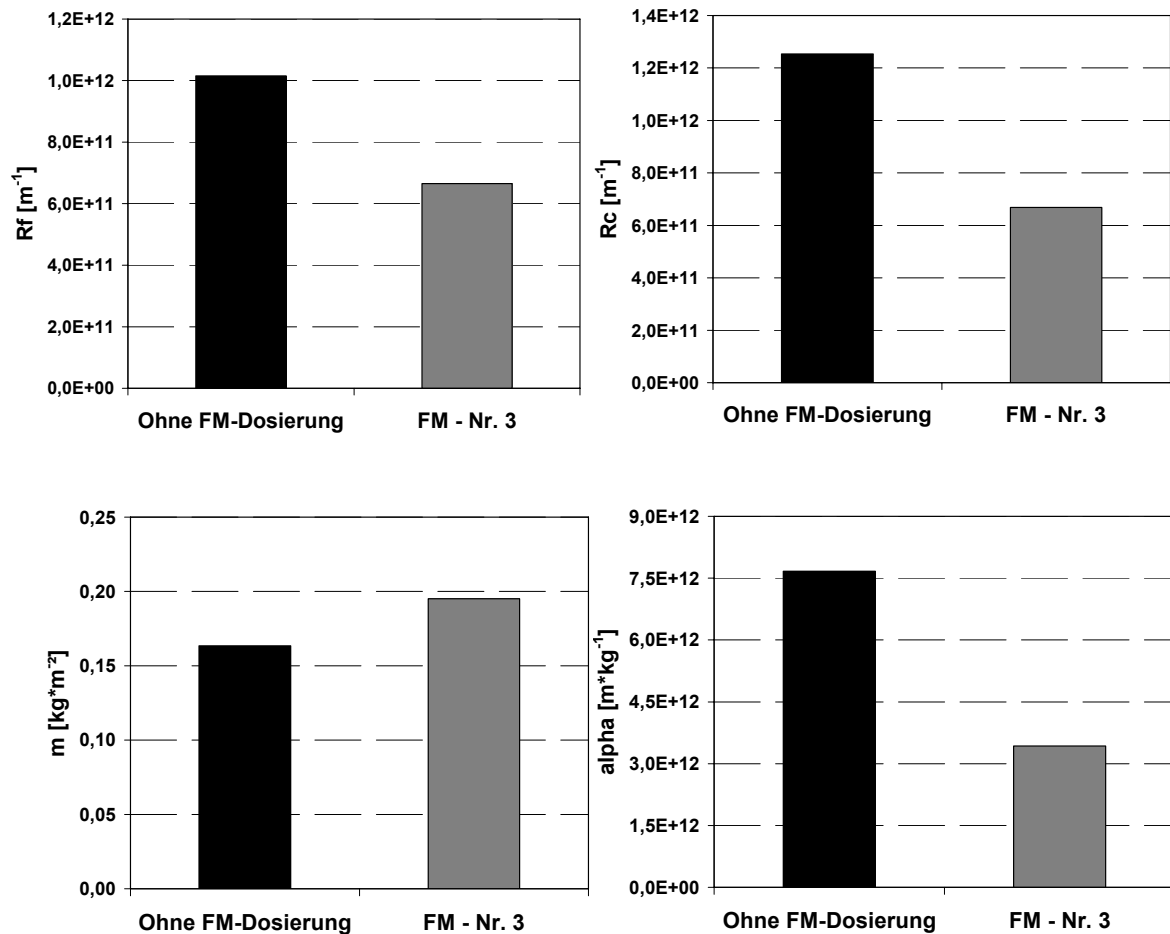 1,2E+12
1,0E+12
8,0E+11
6,0E+11
4,0E+11
2,0E+11
0,0E+00
Rf [m⁻¹]
Ohne FM-Dosierung
FM - Nr. 3
1,4E+12
1,2E+12
1,0E+12
8,0E+11
6,0E+11
4,0E+11
2,0E+11
0,0E+00
Rc [m⁻¹]
Ohne FM-Dosierung
FM - Nr. 3
0,25
0,20
0,15
0,10
0,05
0,00
m [kg*m⁻²]
Ohne FM-Dosierung
FM - Nr. 3
9,0E+12
7,5E+12
6,0E+12
4,5E+12
3,0E+12
1,5E+12
0,0E+00
alpha [m*kg⁻¹]
Ohne FM-Dosierung
FM - Nr. 3